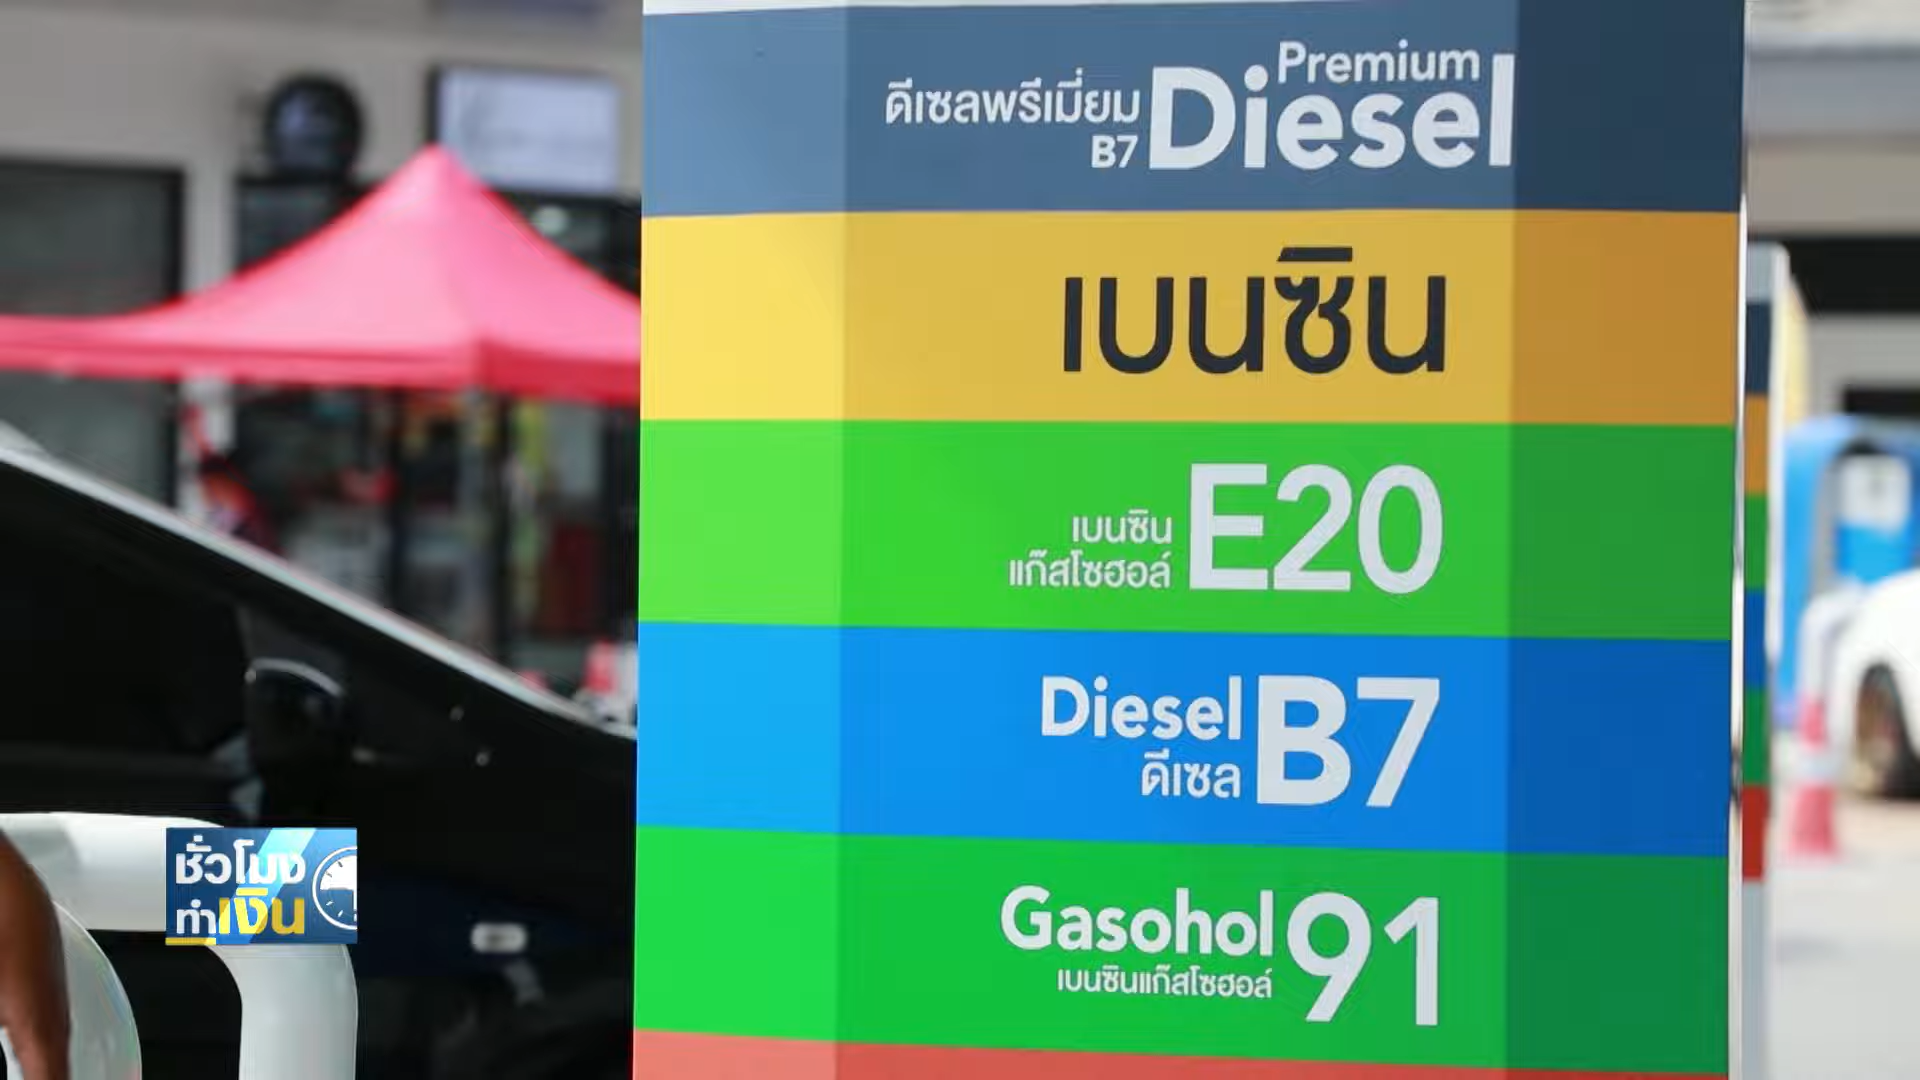 Premium
ดีเซลพรีเมี่ยม Diesel
B7
เบนซิน
เบนซิน
แก๊สโซฮอล์ E20
Diesel B7
ดีเซล
Gasohol 91
เบนซินแก๊สโซฮอล์
ชั่วโมง
ทำเงิน